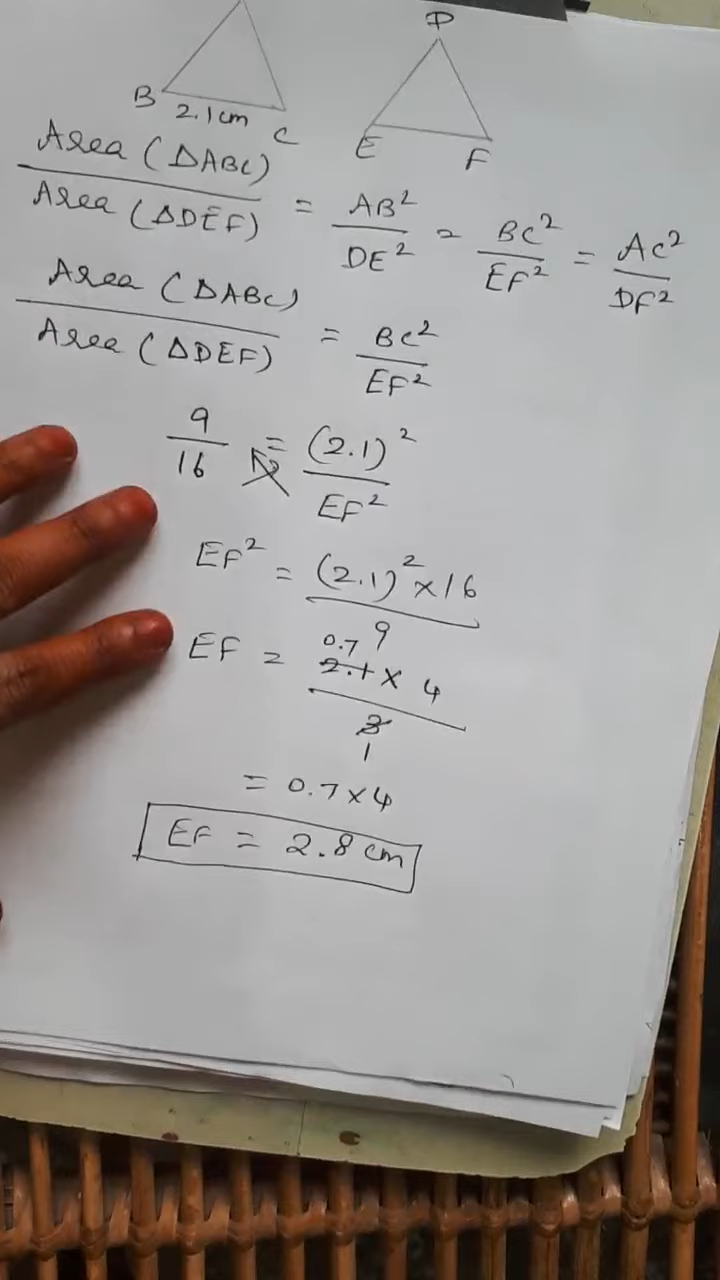 D
B 2.1cm C
E F
Area (ΔABC) / Area (ΔDEF) = AB² / DE² = BC² / EF² = AC² / DF²
Area (ΔABC) / Area (ΔDEF) = BC² / EF²
9 / 16 = (2.1)² / EF²
EF² = (2.1)² × 16 / 9
0.7
EF = 2.1 × 4 / 3
1
= 0.7 × 4
EF = 2.8 cm